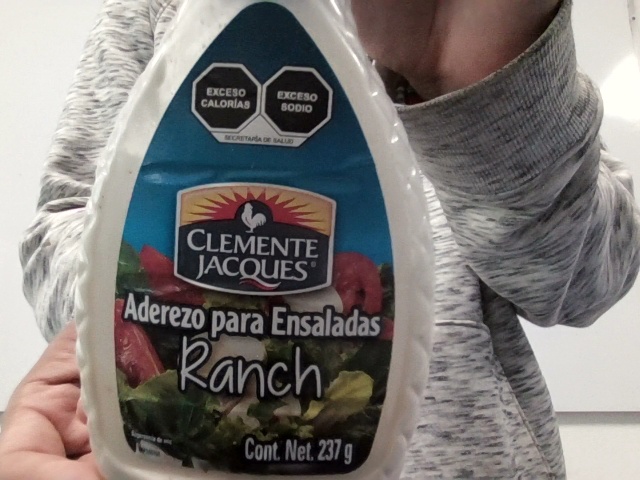 EXCESO
CALORÍAS
EXCESO
SODIO
SECRETARÍA DE SALUD
CLEMENTE
JACQUES®
Aderezo para Ensaladas
Ranch
Cont. Net. 237 g